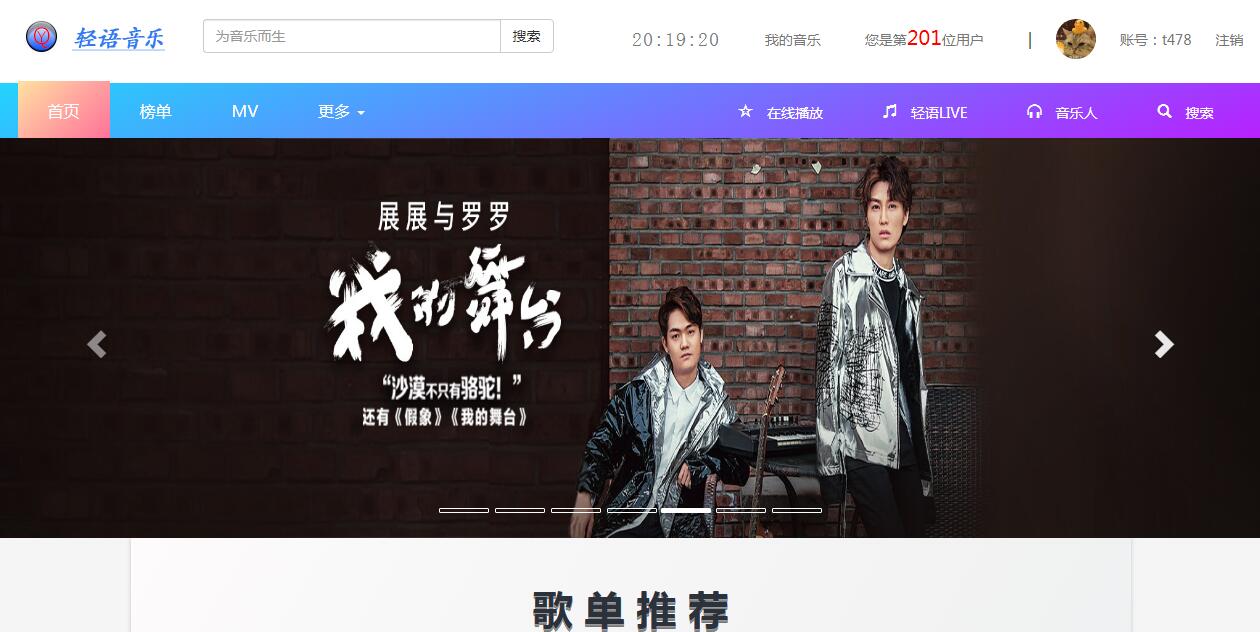 轻语音乐
为音乐而生
搜索
20:19:20
我的音乐
您是第201位用户
|
账号：t478
注销
首页
榜单
MV
更多
在线播放
轻语LIVE
音乐人
搜索
展展与罗罗
我的舞台
“沙漠不只有骆驼！”
还有《假象》《我的舞台》
歌单推荐